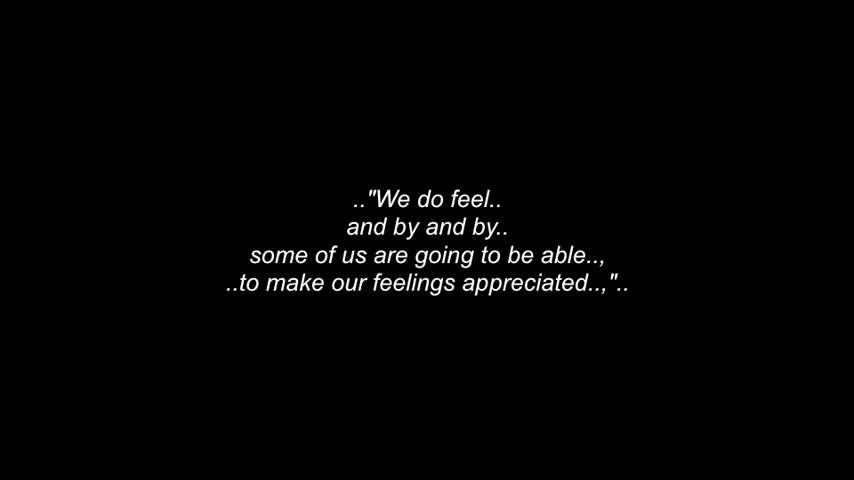 .."We do feel..
and by and by..
some of us are going to be able..,
..to make our feelings appreciated..,"..